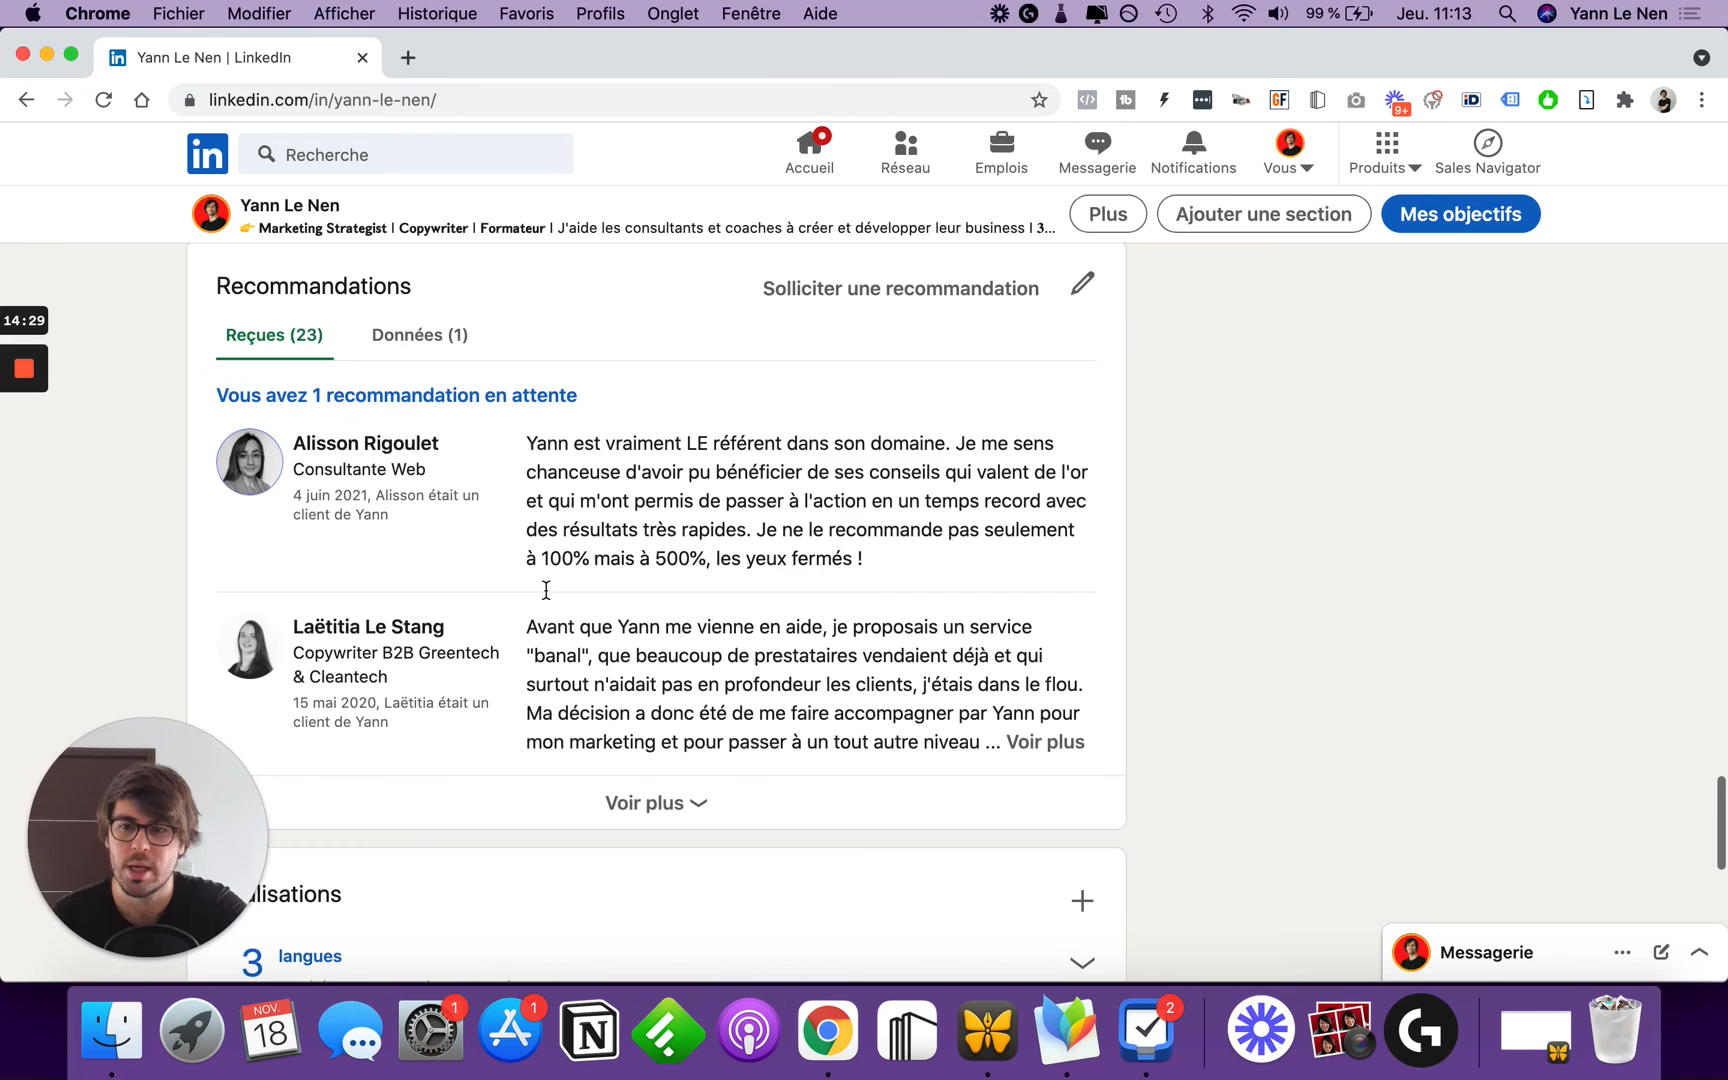 Chrome Fichier Modifier Afficher Historique Favoris Profils Onglet Fenêtre Aide 99 % Jeu. 11:13 Yann Le Nen
Yann Le Nen | LinkedIn
linkedin.com/in/yann-le-nen/
</> tb GF iD 9+
in Recherche Accueil Réseau Emplois Messagerie Notifications Vous Produits Sales Navigator
Yann Le Nen
👉 Marketing Strategist | Copywriter | Formateur | J'aide les consultants et coaches à créer et développer leur business | 3...
Plus Ajouter une section Mes objectifs
Recommandations
Solliciter une recommandation
14:29
Reçues (23) Données (1)
Vous avez 1 recommandation en attente
Alisson Rigoulet
Consultante Web
4 juin 2021, Alisson était un
client de Yann
Yann est vraiment LE référent dans son domaine. Je me sens
chanceuse d'avoir pu bénéficier de ses conseils qui valent de l'or
et qui m'ont permis de passer à l'action en un temps record avec
des résultats très rapides. Je ne le recommande pas seulement
à 100% mais à 500%, les yeux fermés !
Laëtitia Le Stang
Copywriter B2B Greentech
& Cleantech
15 mai 2020, Laëtitia était un
client de Yann
Avant que Yann me vienne en aide, je proposais un service
"banal", que beaucoup de prestataires vendaient déjà et qui
surtout n'aidait pas en profondeur les clients, j'étais dans le flou.
Ma décision a donc été de me faire accompagner par Yann pour
mon marketing et pour passer à un tout autre niveau ... Voir plus
Voir plus
lisations
3 langues
Messagerie
NOV.
18
1
1
2